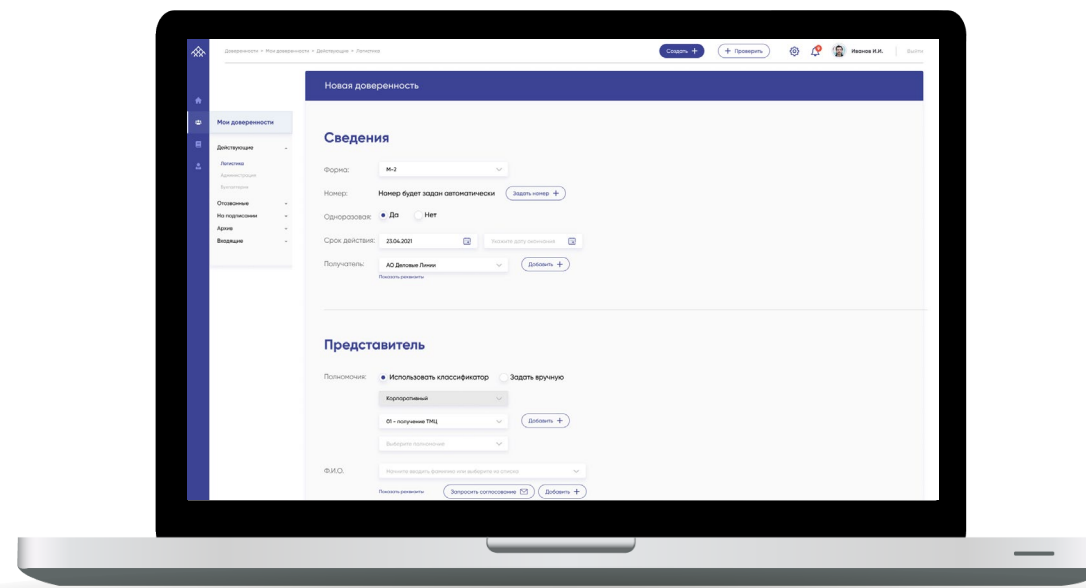 Доверенности • Мои доверенности • Действующие • Логистика
Создать +
+ Проверить
Иванов И.И.
Выйти
Новая доверенность
Мои доверенности
Действующие
Логистика
Администрация
Бухгалтерия
Отозванные
На подписании
Архив
Входящие
Сведения
Форма: М-2
Номер: Номер будет задан автоматически Задать номер +
Одноразовая: Да Нет
Срок действия: 23.04.2021 Укажите дату окончания
Получатель: АО Деловые Линии Добавить +
Показать реквизиты
Представитель
Полномочия: Использовать классификатор Задать вручную
Корпоративный
01 - получение ТМЦ Добавить +
Выберите полномочия
Ф.И.О. Начните вводить фамилию или выберите из списка
Показать реквизиты Запросить согласование Добавить +